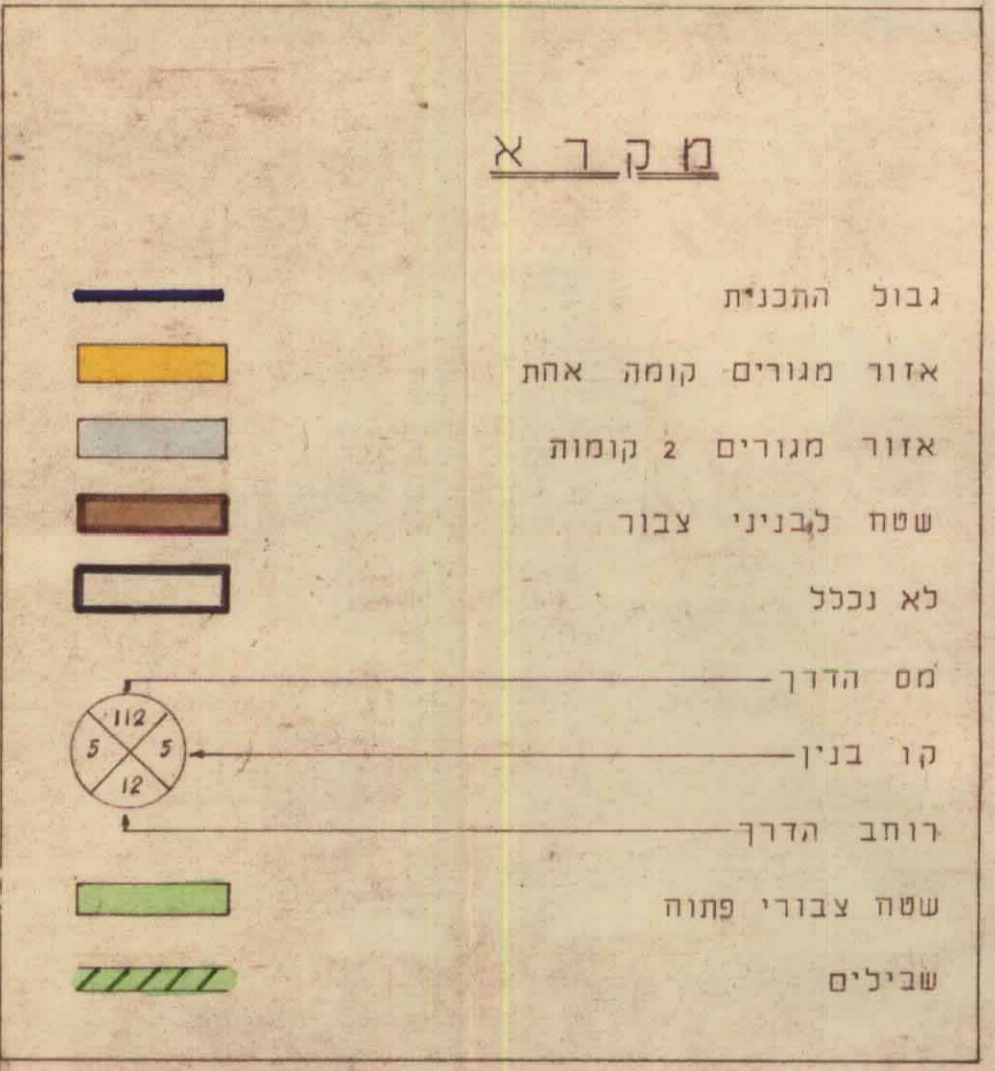 מקרא
גבול התכנית
אזור מגורים קומה אחת
אזור מגורים 2 קומות
שטח לבניני צבור
לא נכלל
מס הדרך
112
קו בנין
5 5
12
רוחב הדרך
שטח צבורי פתוח
שבילים